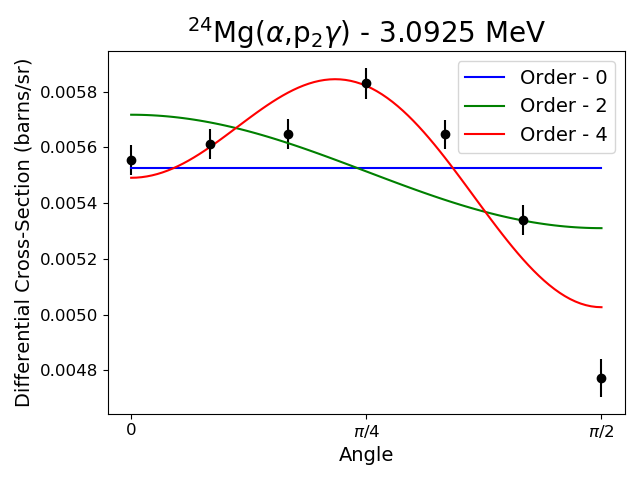 ²⁴Mg(α,p₂γ) - 3.0925 MeV
Order - 0
Order - 2
Order - 4
Differential Cross-Section (barns/sr)
0.0058
0.0056
0.0054
0.0052
0.0050
0.0048
0 π/4 π/2
Angle